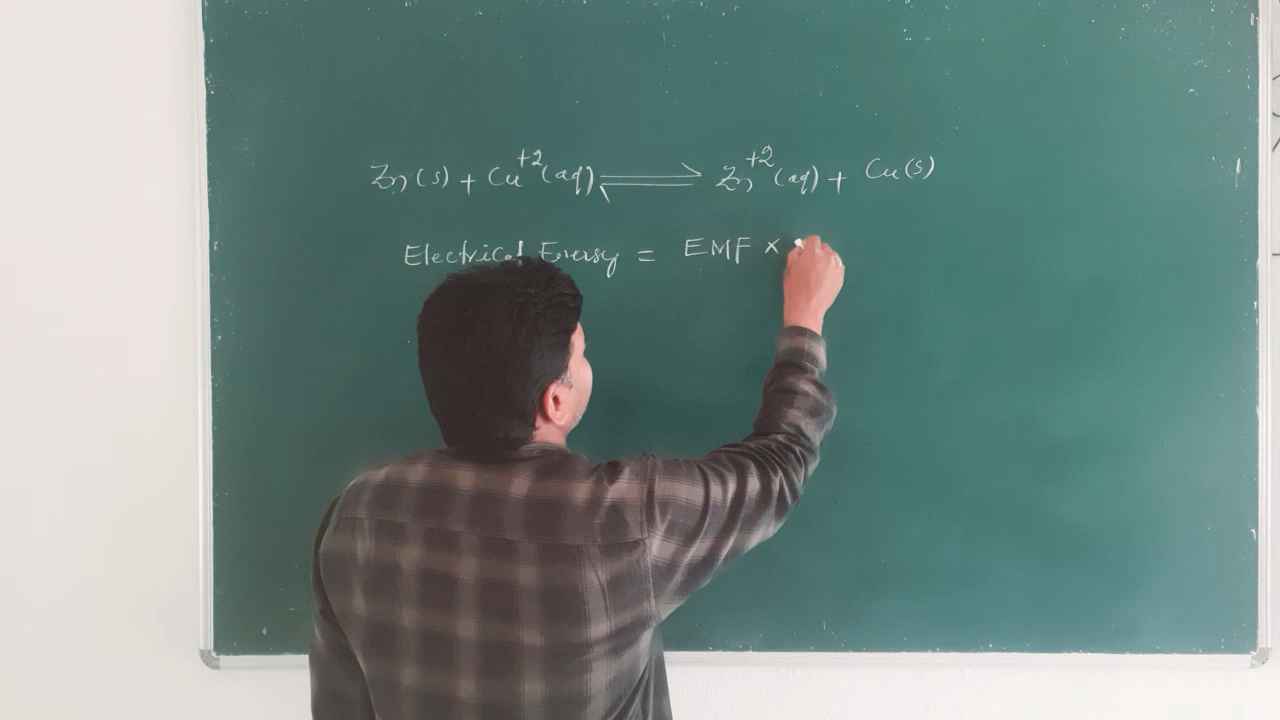 Zn(s) + Cu⁺²(aq) ⇌ Zn⁺²(aq) + Cu(s)
Electrical Energy = EMF ×